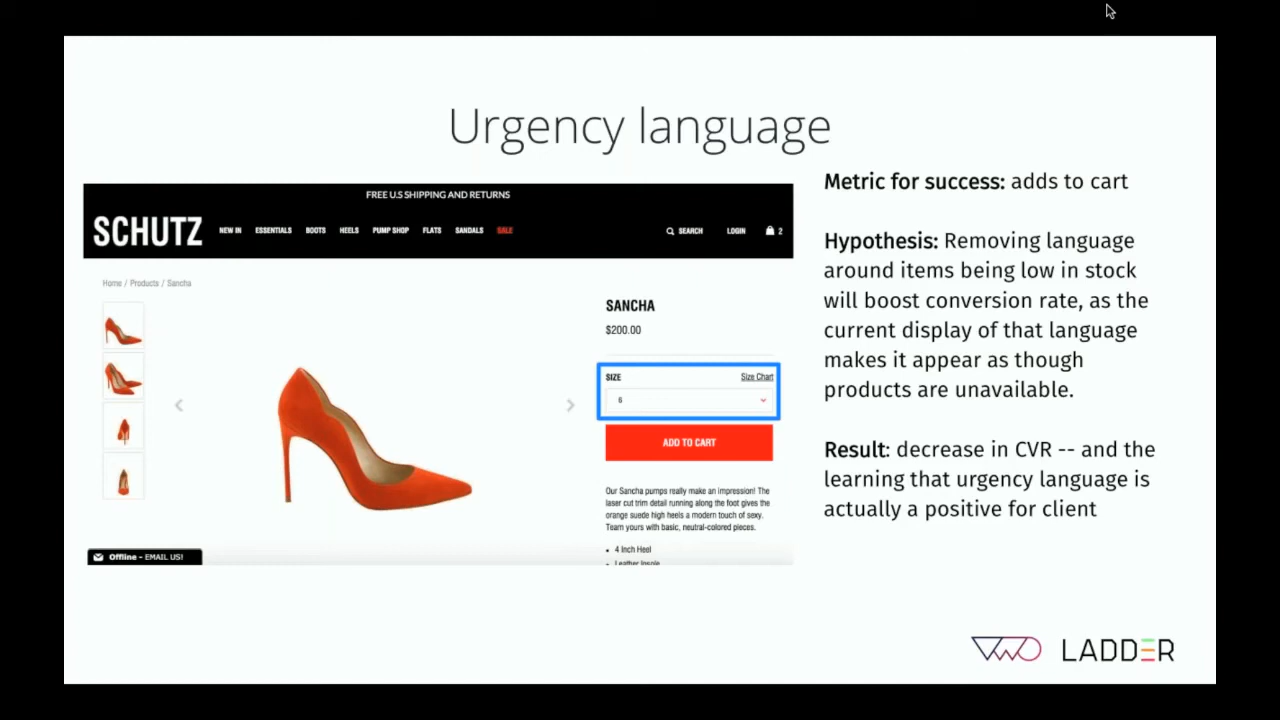 Urgency language
FREE U.S SHIPPING AND RETURNS
SCHUTZ
NEW IN ESSENTIALS BOOTS HEELS PUMP SHOP FLATS SANDALS SALE
SEARCH LOGIN 2
Home / Products / Sancha
SANCHA
$200.00
SIZE Size Chart
6
ADD TO CART
Our Sancha pumps really make an impression! The
laser cut trim detail running along the foot gives the
orange suede high heels a modern touch of sexy.
Team yours with basic, neutral-colored pieces.
• 4 Inch Heel
• Leather Insole
Offline - EMAIL US!
Metric for success: adds to cart
Hypothesis: Removing language
around items being low in stock
will boost conversion rate, as the
current display of that language
makes it appear as though
products are unavailable.
Result: decrease in CVR -- and the
learning that urgency language is
actually a positive for client
VWO LADDER